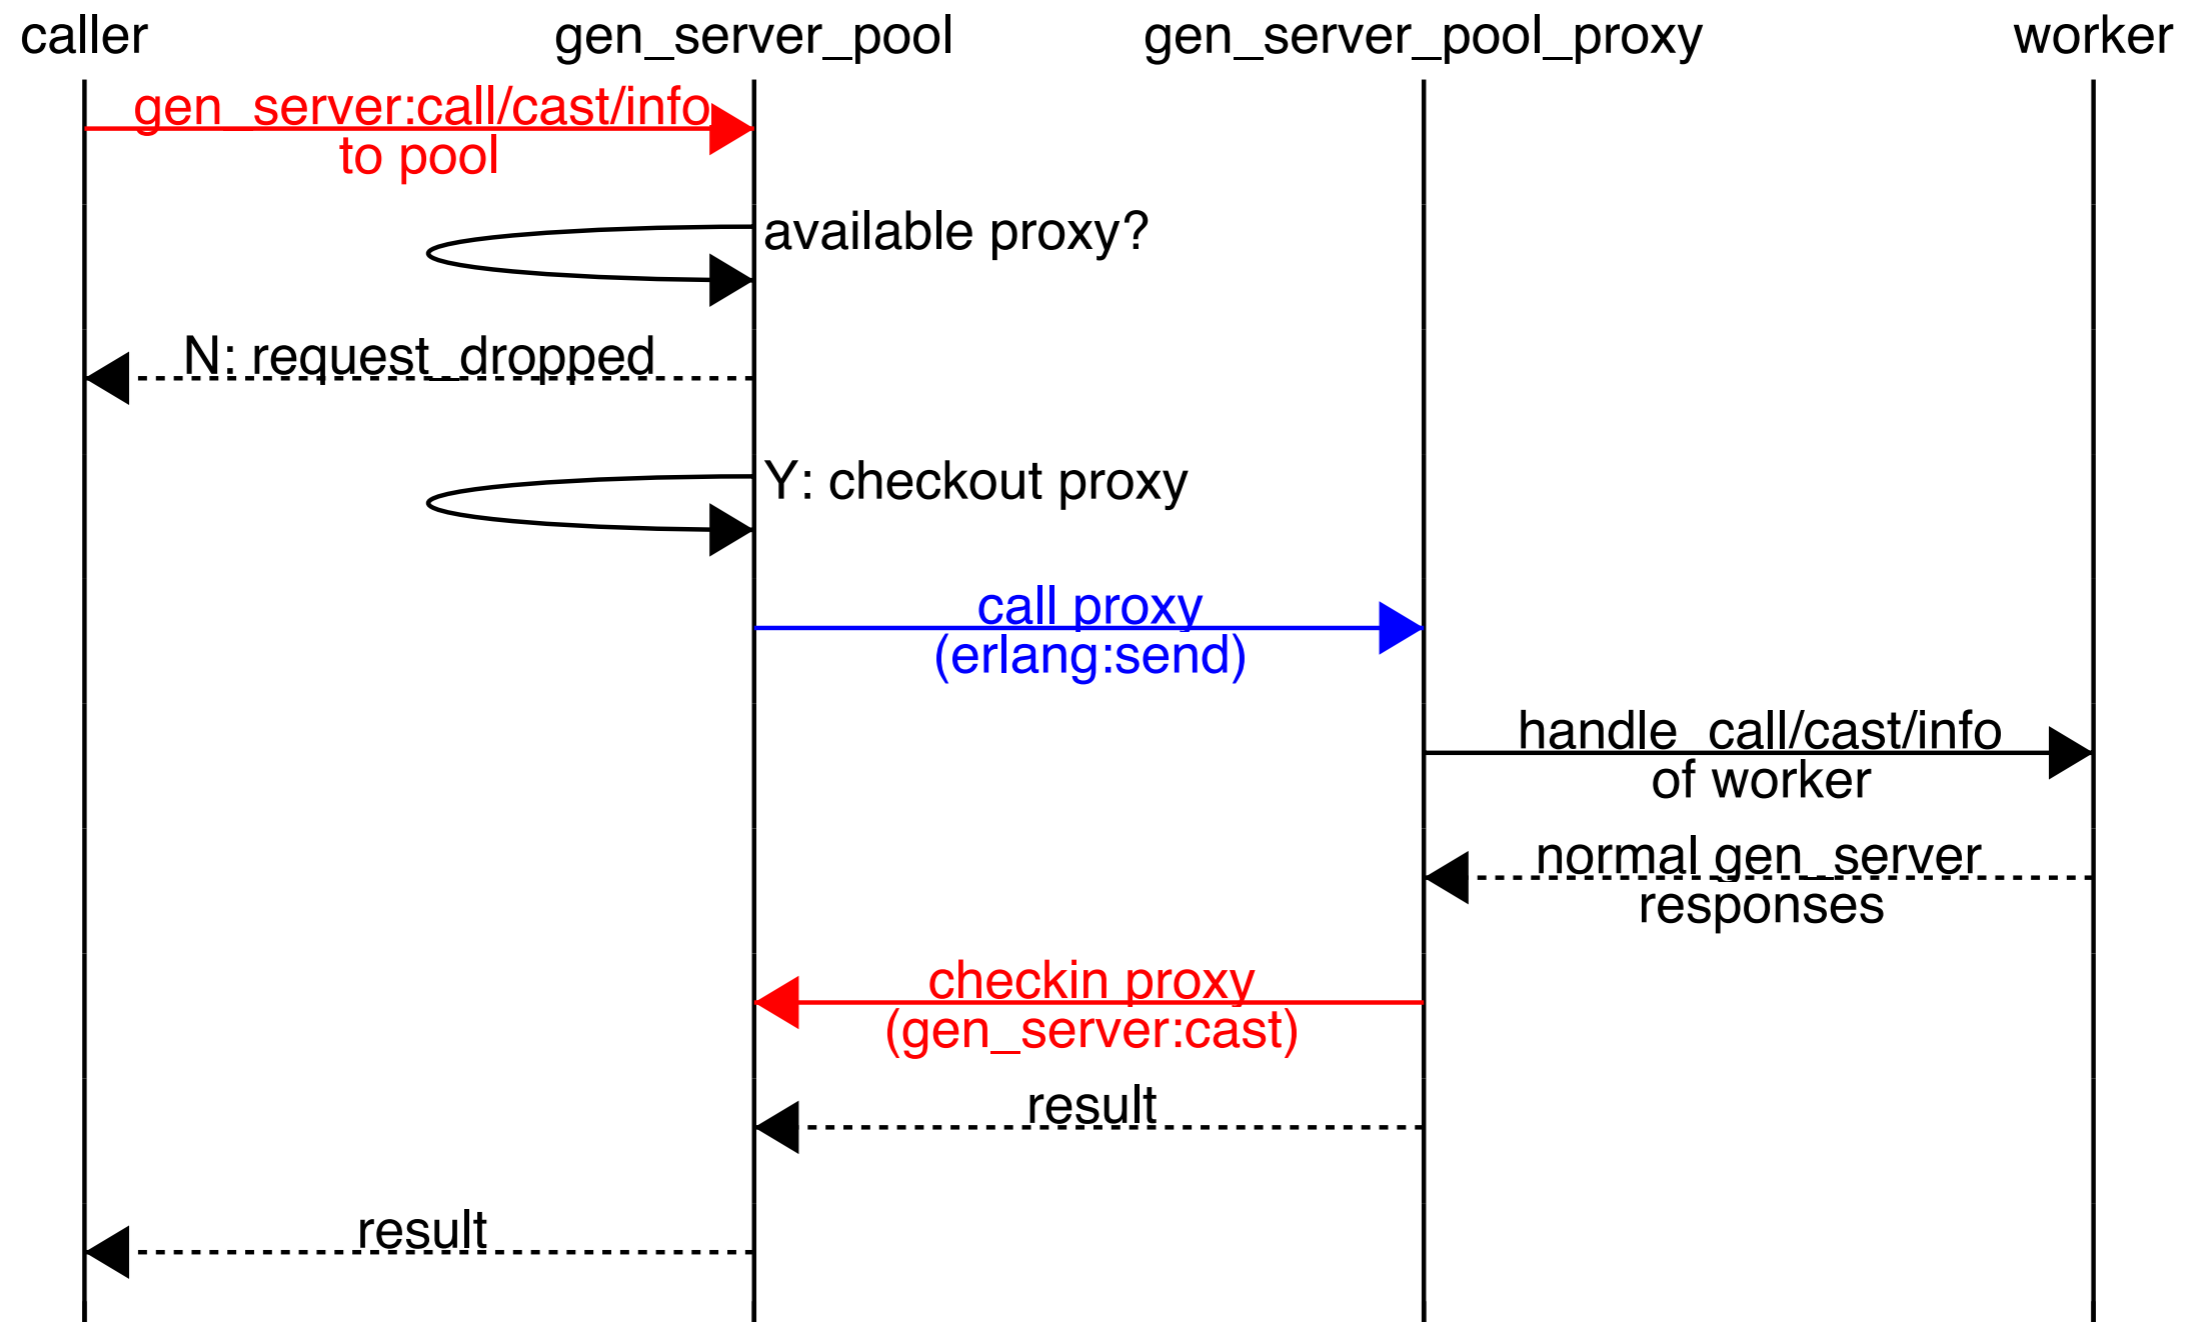 caller
gen_server_pool
gen_server_pool_proxy
worker
gen_server:call/cast/info
to pool
available proxy?
N: request_dropped
Y: checkout proxy
call proxy
(erlang:send)
handle_call/cast/info
of worker
normal gen_server
responses
checkin proxy
(gen_server:cast)
result
result